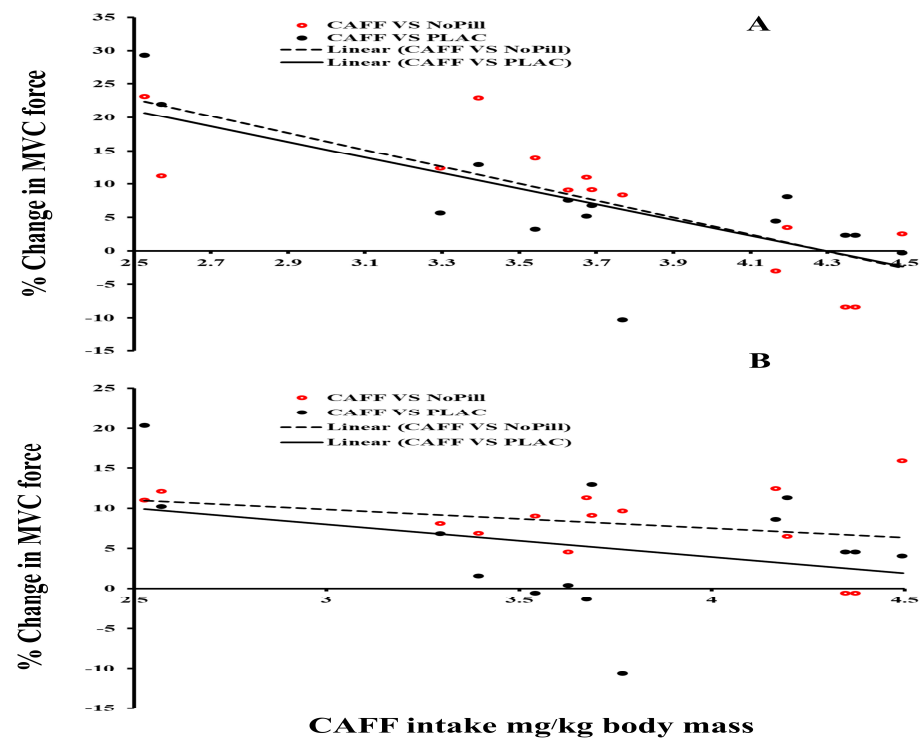 A
CAFF VS NoPill
CAFF VS PLAC
Linear (CAFF VS NoPill)
Linear (CAFF VS PLAC)
% Change in MVC force
35
30
25
20
15
10
5
0
-5
-10
-15
2.5 2.7 2.9 3.1 3.3 3.5 3.7 3.9 4.1 4.3 4.5
B
CAFF VS NoPill
CAFF VS PLAC
Linear (CAFF VS NoPill)
Linear (CAFF VS PLAC)
% Change in MVC force
25
20
15
10
5
0
-5
-10
-15
2.5 3 3.5 4 4.5
CAFF intake mg/kg body mass